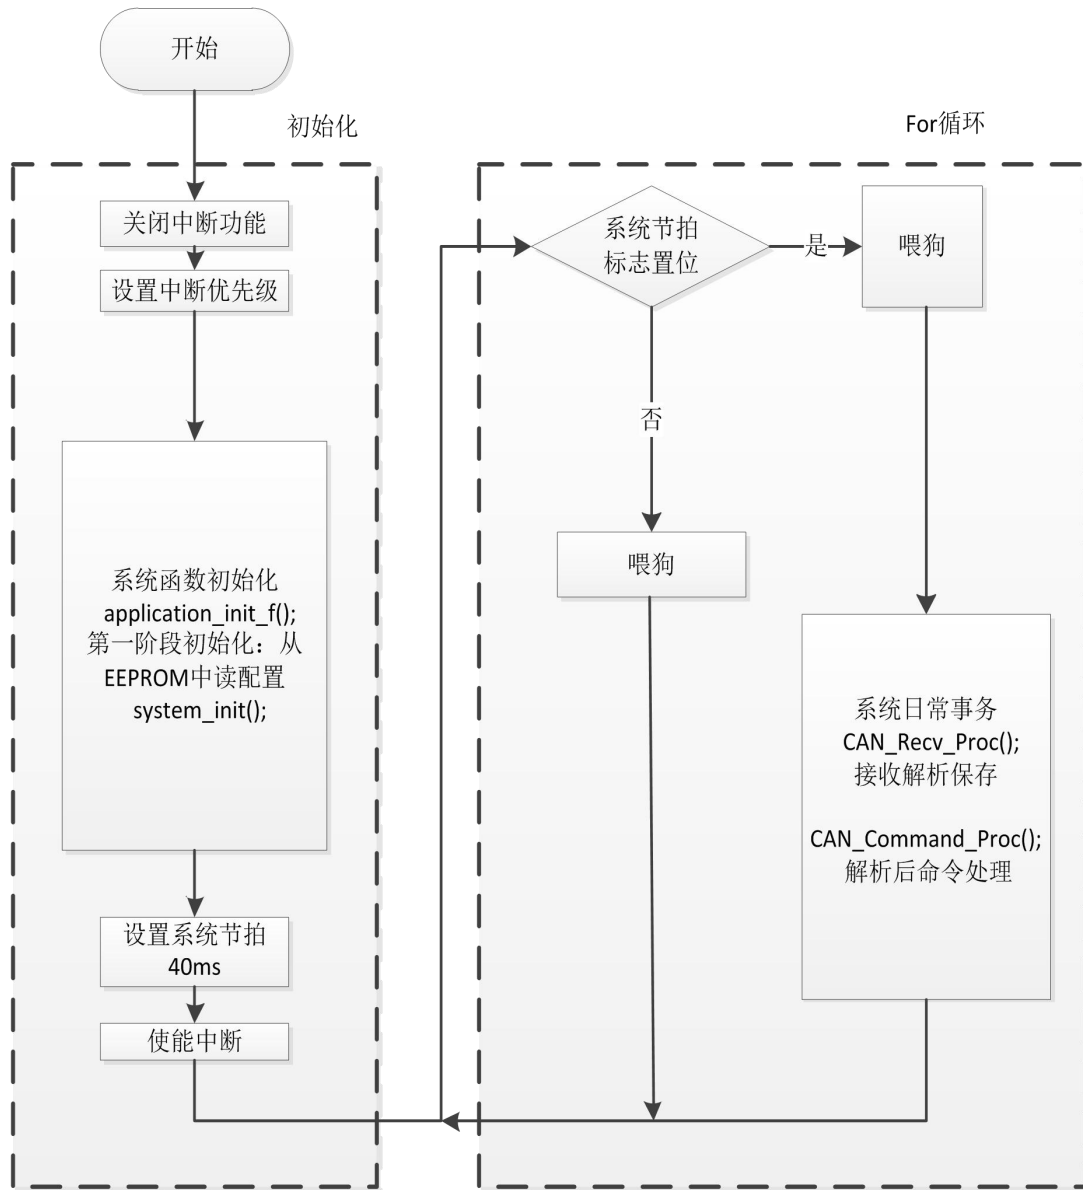 开始
初始化
关闭中断功能
设置中断优先级
系统函数初始化
application_init_f();
第一阶段初始化：从
EEPROM中读配置
system_init();
设置系统节拍
40ms
使能中断
For循环
系统节拍
标志置位
是
喂狗
否
喂狗
系统日常事务
CAN_Recv_Proc();
接收解析保存
CAN_Command_Proc();
解析后命令处理